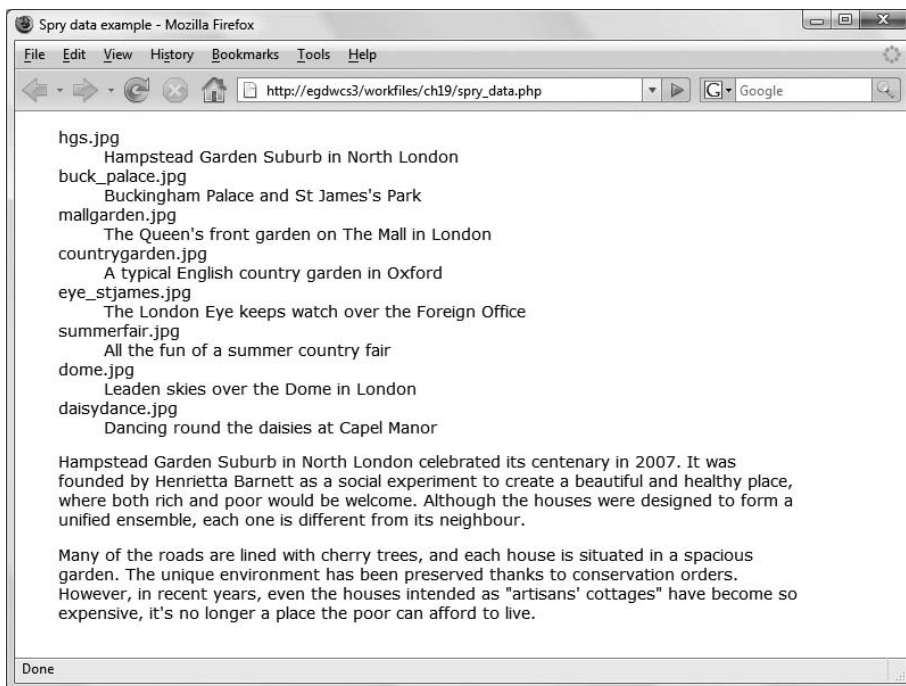 Spry data example - Mozilla Firefox
File Edit View History Bookmarks Tools Help
http://egdwcs3/workfiles/ch19/spry_data.php
G Google
hgs.jpg
Hampstead Garden Suburb in North London
buck_palace.jpg
Buckingham Palace and St James's Park
mallgarden.jpg
The Queen's front garden on The Mall in London
countrygarden.jpg
A typical English country garden in Oxford
eye_stjames.jpg
The London Eye keeps watch over the Foreign Office
summerfair.jpg
All the fun of a summer country fair
dome.jpg
Leaden skies over the Dome in London
daisydance.jpg
Dancing round the daisies at Capel Manor
Hampstead Garden Suburb in North London celebrated its centenary in 2007. It was
founded by Henrietta Barnett as a social experiment to create a beautiful and healthy place,
where both rich and poor would be welcome. Although the houses were designed to form a
unified ensemble, each one is different from its neighbour.
Many of the roads are lined with cherry trees, and each house is situated in a spacious
garden. The unique environment has been preserved thanks to conservation orders.
However, in recent years, even the houses intended as "artisans' cottages" have become so
expensive, it's no longer a place the poor can afford to live.
Done